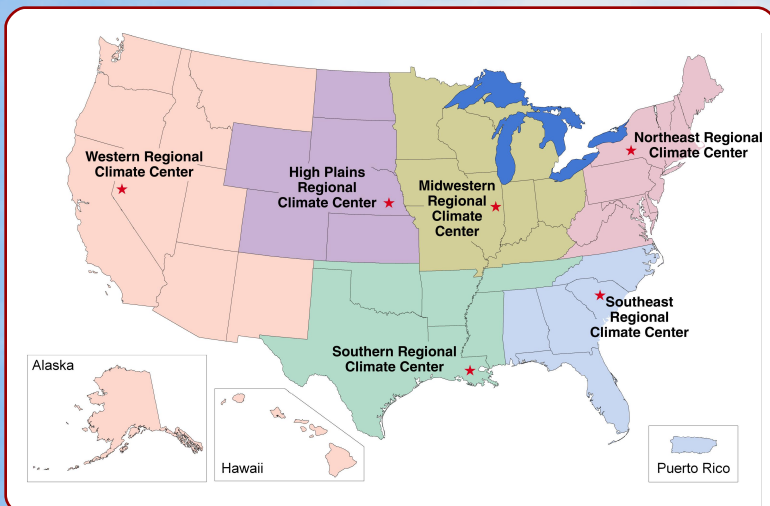 Northeast Regional
Climate Center
Western Regional
Climate Center
High Plains
Regional
Climate Center
Midwestern
Regional
Climate
Center
Southeast
Regional
Climate Center
Southern Regional
Climate Center
Alaska
Hawaii
Puerto Rico